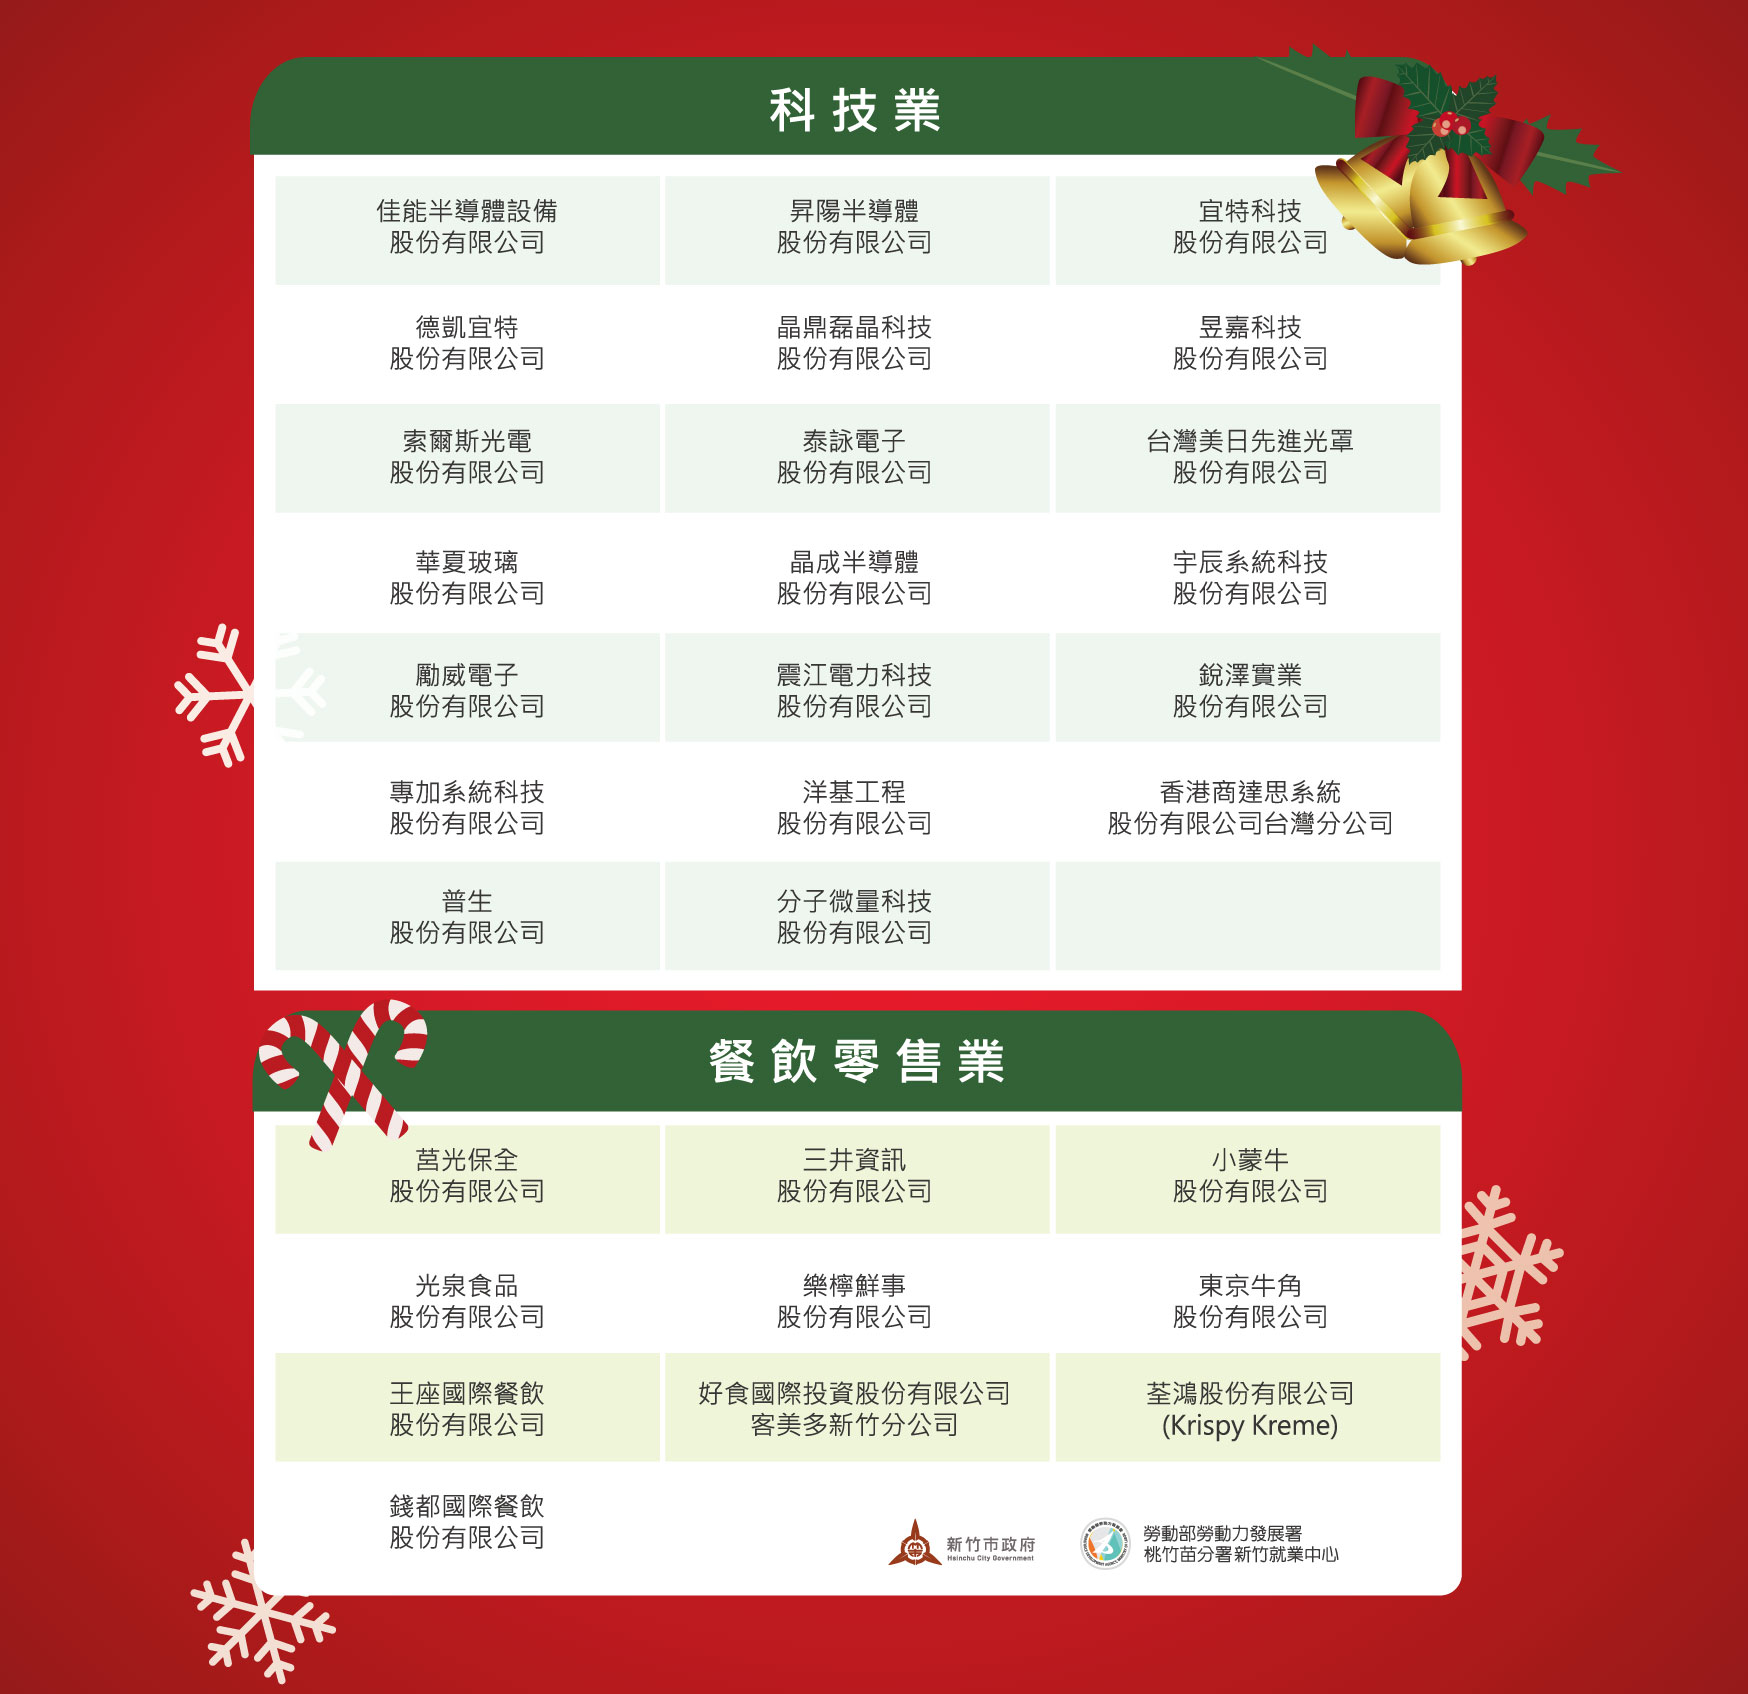 科技業
佳能半導體設備
股份有限公司
昇陽半導體
股份有限公司
宜特科技
股份有限公司
德凱宜特
股份有限公司
晶鼎磊晶科技
股份有限公司
昱嘉科技
股份有限公司
索爾斯光電
股份有限公司
泰詠電子
股份有限公司
台灣美日先進光罩
股份有限公司
華夏玻璃
股份有限公司
晶成半導體
股份有限公司
宇辰系統科技
股份有限公司
勵威電子
股份有限公司
震江電力科技
股份有限公司
銳澤實業
股份有限公司
專加系統科技
股份有限公司
洋基工程
股份有限公司
香港商達思系統
股份有限公司台灣分公司
普生
股份有限公司
分子微量科技
股份有限公司
餐飲零售業
莒光保全
股份有限公司
三井資訊
股份有限公司
小蒙牛
股份有限公司
光泉食品
股份有限公司
樂檸鮮事
股份有限公司
東京牛角
股份有限公司
王座國際餐飲
股份有限公司
好食國際投資股份有限公司
客美多新竹分公司
荃鴻股份有限公司
(Krispy Kreme)
錢都國際餐飲
股份有限公司
新竹市政府
Hsinchu City Government
勞動部勞動力發展署
桃竹苗分署新竹就業中心